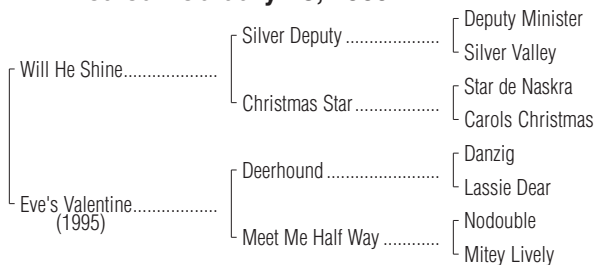 Deputy Minister
Silver Deputy
Silver Valley
Will He Shine
Star de Naskra
Christmas Star
Carols Christmas
Danzig
Deerhound
Lassie Dear
Eve's Valentine
(1995)
Nodouble
Meet Me Half Way
Mitey Lively